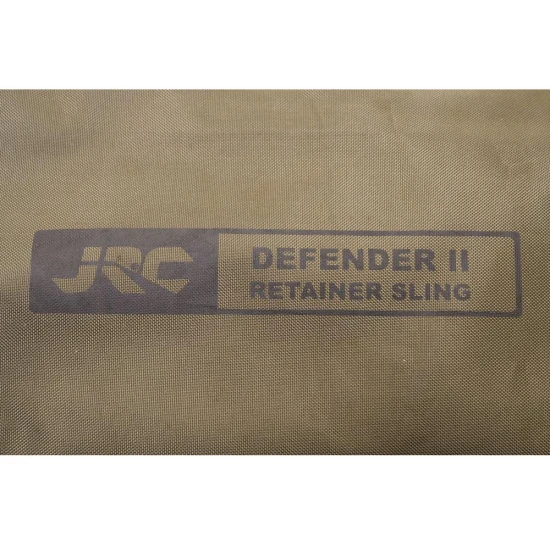 JRC
DEFENDER II
RETAINER SLING